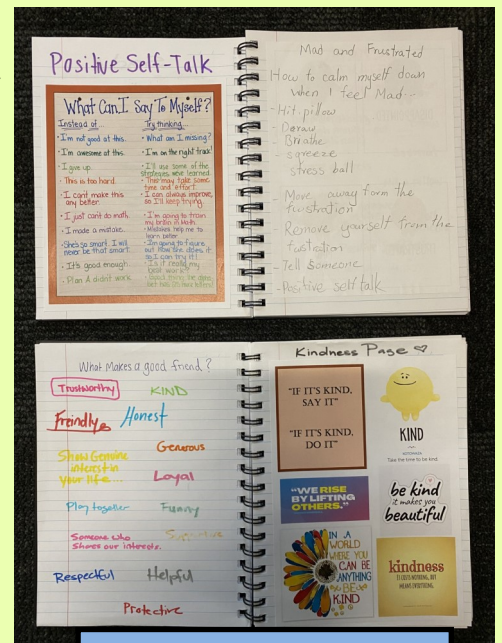 Positive Self-Talk
What Can I Say To Myself?
Instead of...
Try thinking...
· I'm not good at this.
· What am I missing?
· I'm awesome at this.
· I'm on the right track!
· I give up.
· I'll use some of the
strategies we've learned.
· This is too hard.
· This may take some
time and effort.
· I can't make this
any better.
· I can always improve,
so I'll keep trying.
· I just can't do math.
· I'm going to train
my brain in Math.
· I made a mistake.
· Mistakes help me to
learn better.
· She's so smart. I will
never be that smart.
· I'm going to figure
out how she does it
so I can try it!
· It's good enough.
· Is it really my
best work?
· Plan A didn't work.
Mad and Frustrated
How to calm myself down
when I feel Mad...
- Hit pillow
- Draw
- Brathe
- sqreeze
stress ball
- Move away form the
frustration
Remove yourself from the
- Tell Someone
- Positive self talk
What Makes a good friend?
Trustworthy
KIND
Freindly
Honest
Generous
Show Genuine
interest in
your life...
Loyal
Play together
Funny
Someone who
Shares our interests.
Supportive
Respectful
Helpful
Protective
Kindness Page
"IF IT'S KIND,
SAY IT"
"IF IT'S KIND,
DO IT"
KIND
Take the time to be kind.
"WE RISE
BY LIFTING
OTHERS."
be kind
it makes you
beautiful
IN A
WORLD
WHERE YOU
CAN BE
ANYTHING
BE
KIND
kindness
IT COSTS NOTHING, BUT
MEANS EVERYTHING.